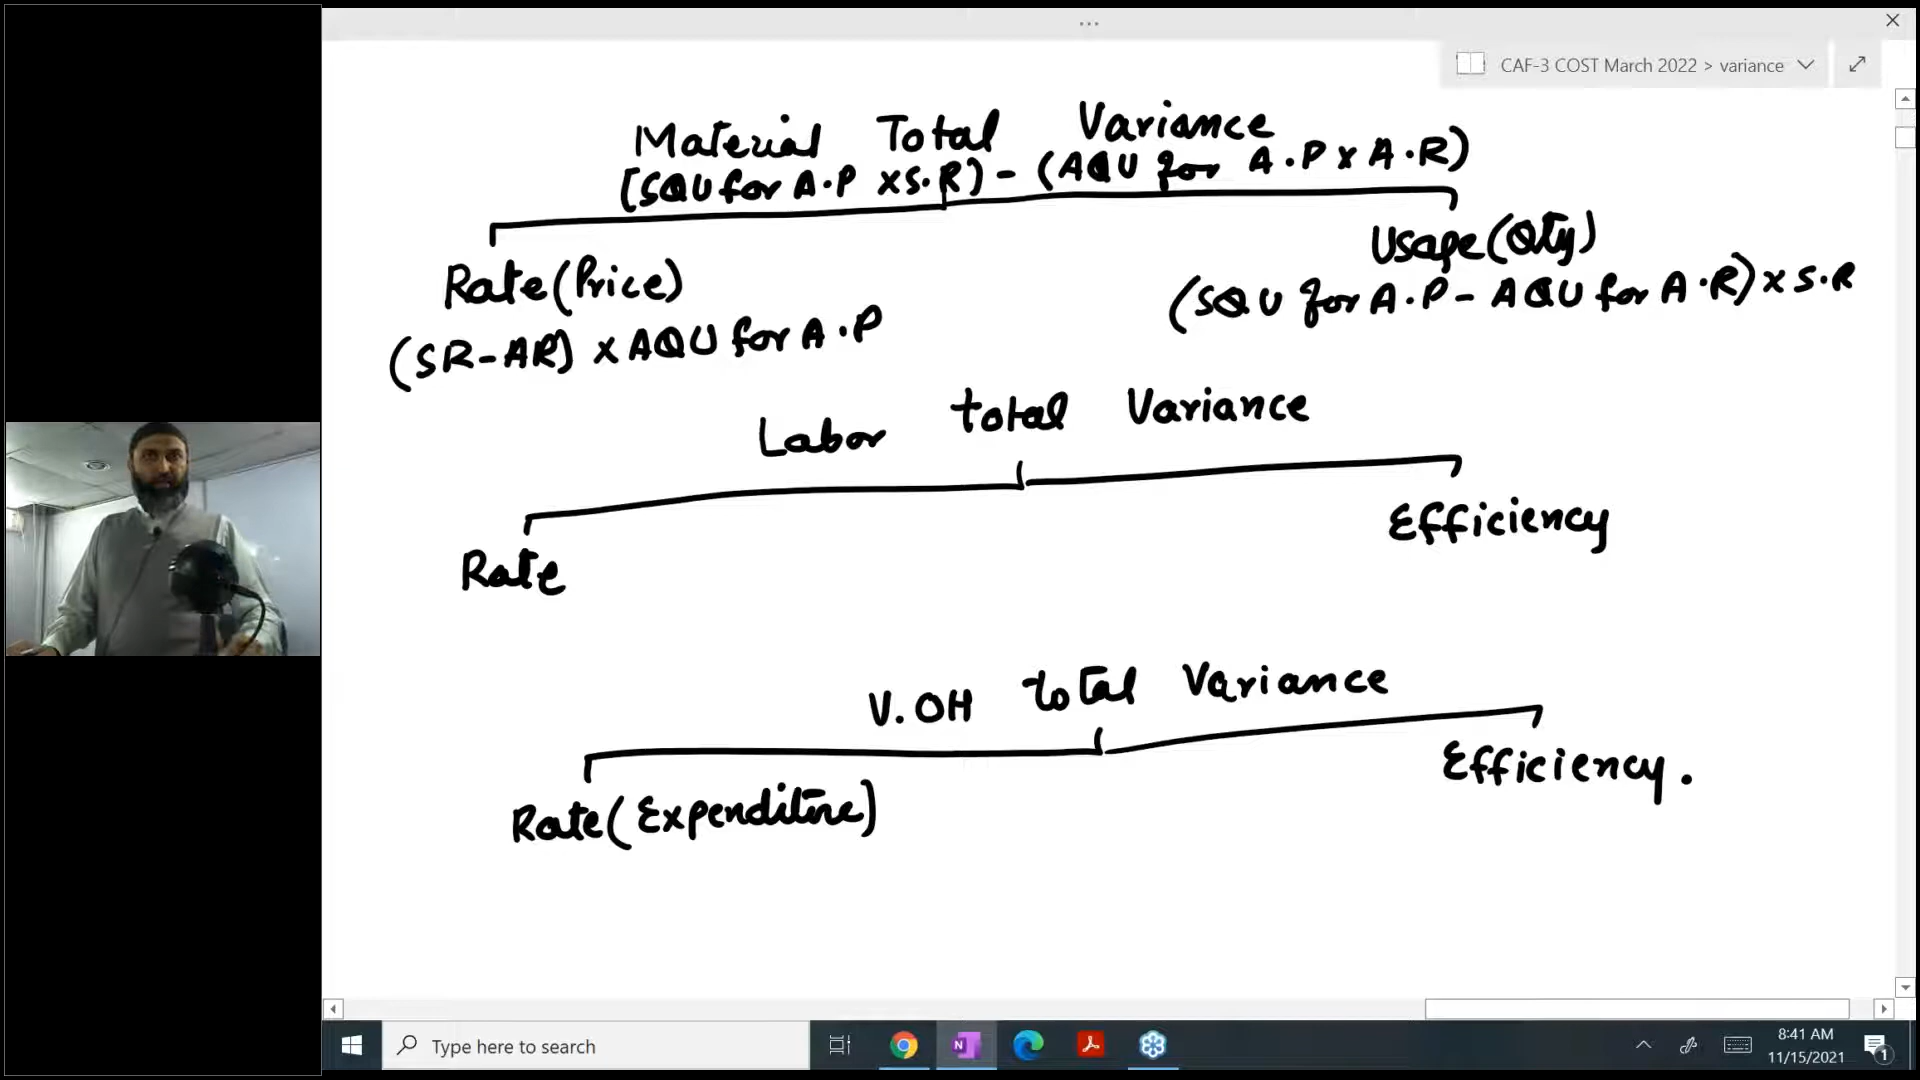 CAF-3 COST March 2022 > variance
Material Total Variance
[SQU for A.P x S.R) - (AQU for A.P x A.R)
Rate (Price)
Usage (Qty)
(SR-AR) x AQU for A.P
(SQU for A.P - AQU for A.R) x S.R
Labor total Variance
Rate
Efficiency
V.OH total Variance
Rate (Expenditure)
Efficiency.
Type here to search
8:41 AM
11/15/2021
1